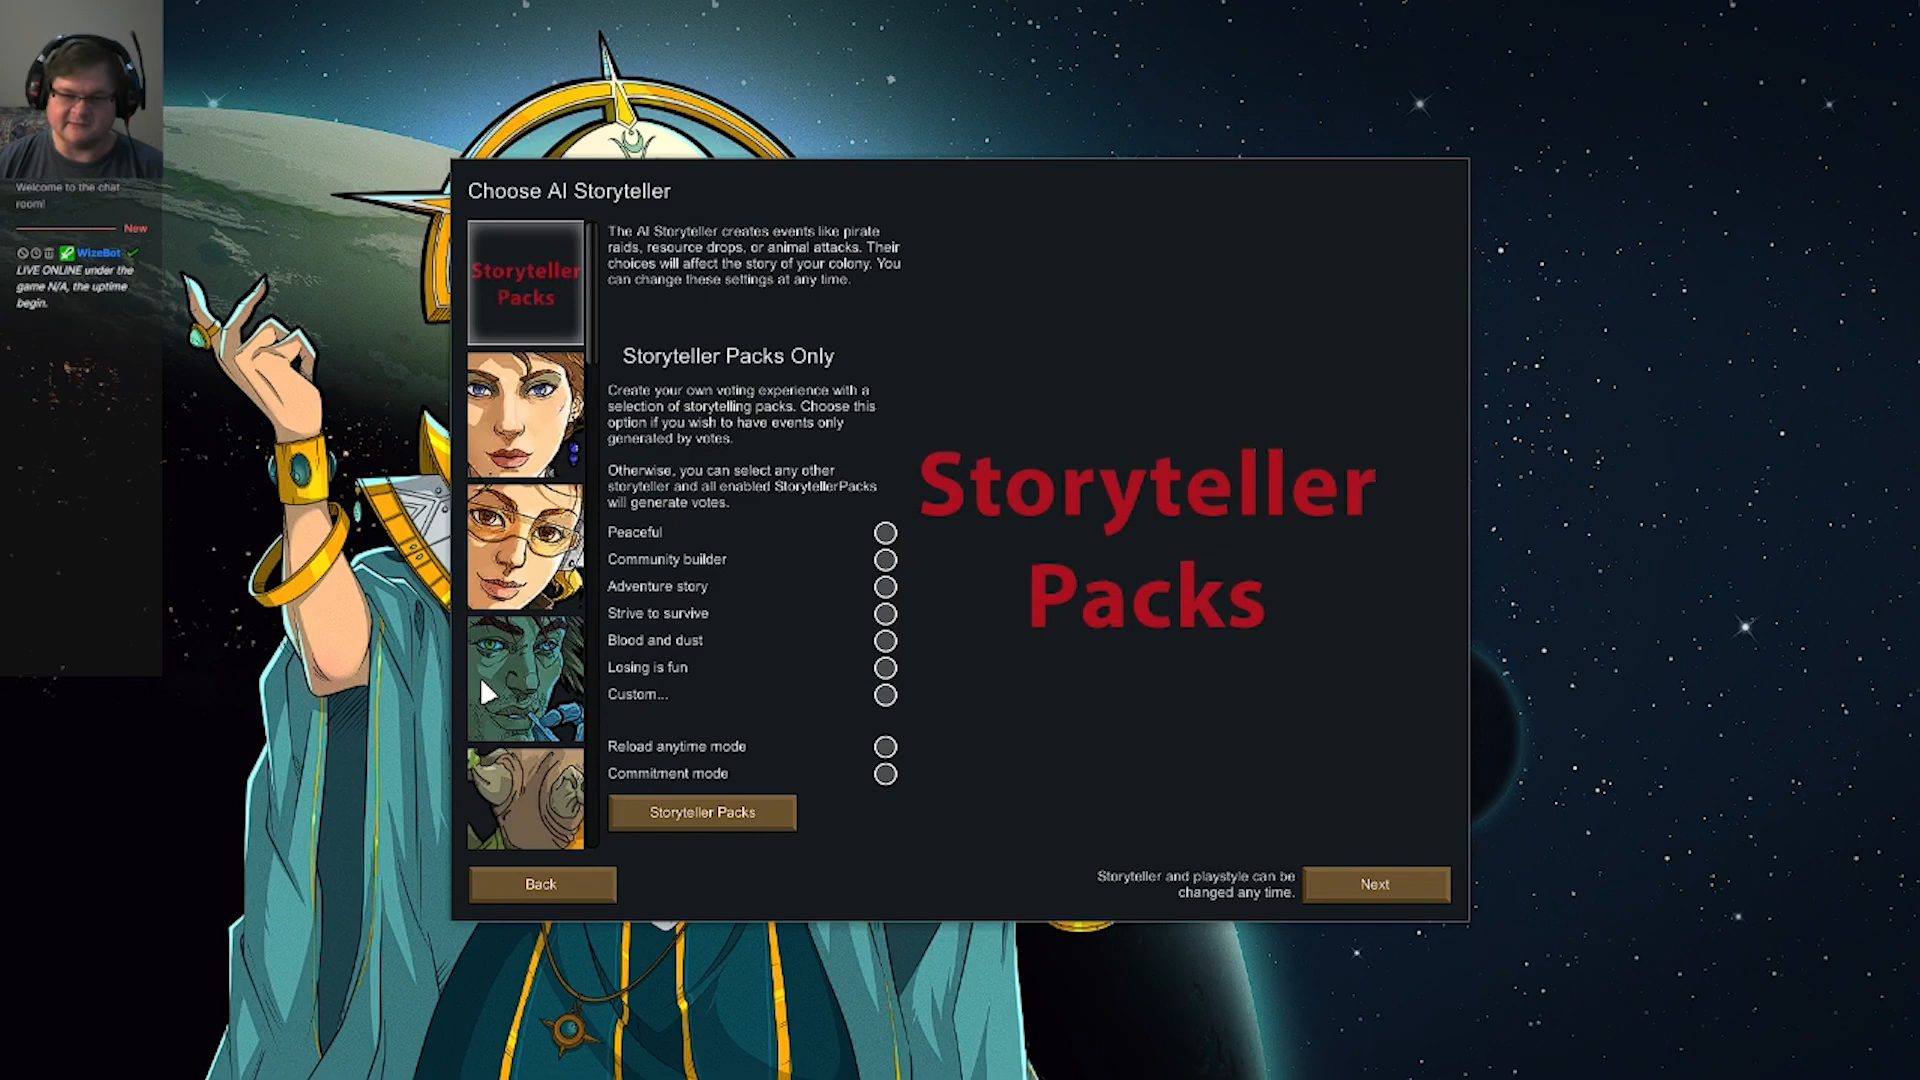 Welcome to the chat
room!
New
WizeBot
LIVE ONLINE under the
game N/A, the uptime
begin.
Choose AI Storyteller
Storyteller
Packs
The AI Storyteller creates events like pirate
raids, resource drops, or animal attacks. Their
choices will affect the story of your colony. You
can change these settings at any time.
Storyteller Packs Only
Create your own voting experience with a
selection of storytelling packs. Choose this
option if you wish to have events only
generated by votes.
Otherwise, you can select any other
storyteller and all enabled StorytellerPacks
will generate votes.
Peaceful
Community builder
Adventure story
Strive to survive
Blood and dust
Losing is fun
Custom...
Reload anytime mode
Commitment mode
Storyteller Packs
Storyteller
Packs
Back
Storyteller and playstyle can be
changed any time.
Next